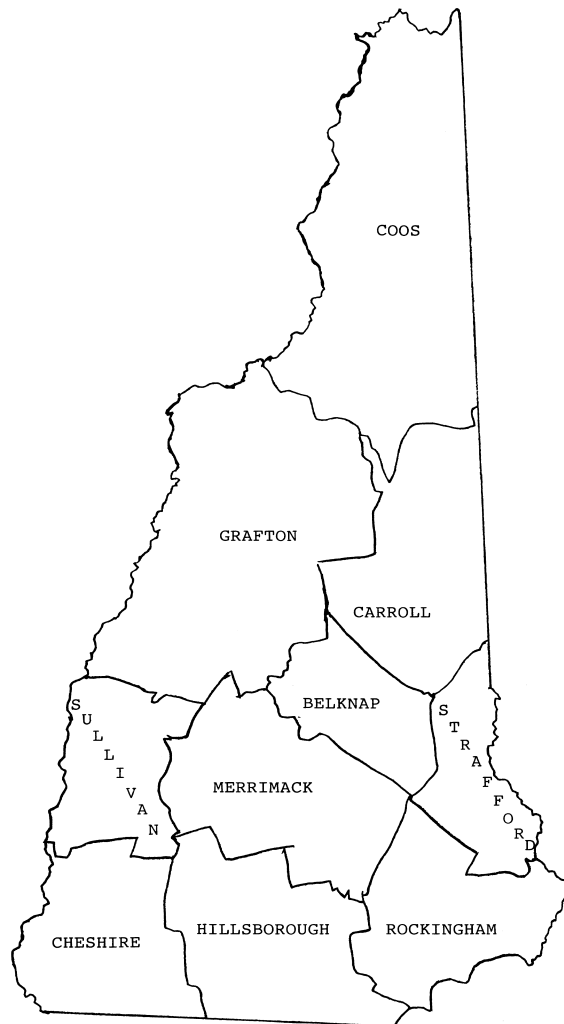 COOS
GRAFTON
CARROLL
BELKNAP
SULLIVAN
STRAFFORD
MERRIMACK
CHESHIRE
HILLSBOROUGH
ROCKINGHAM